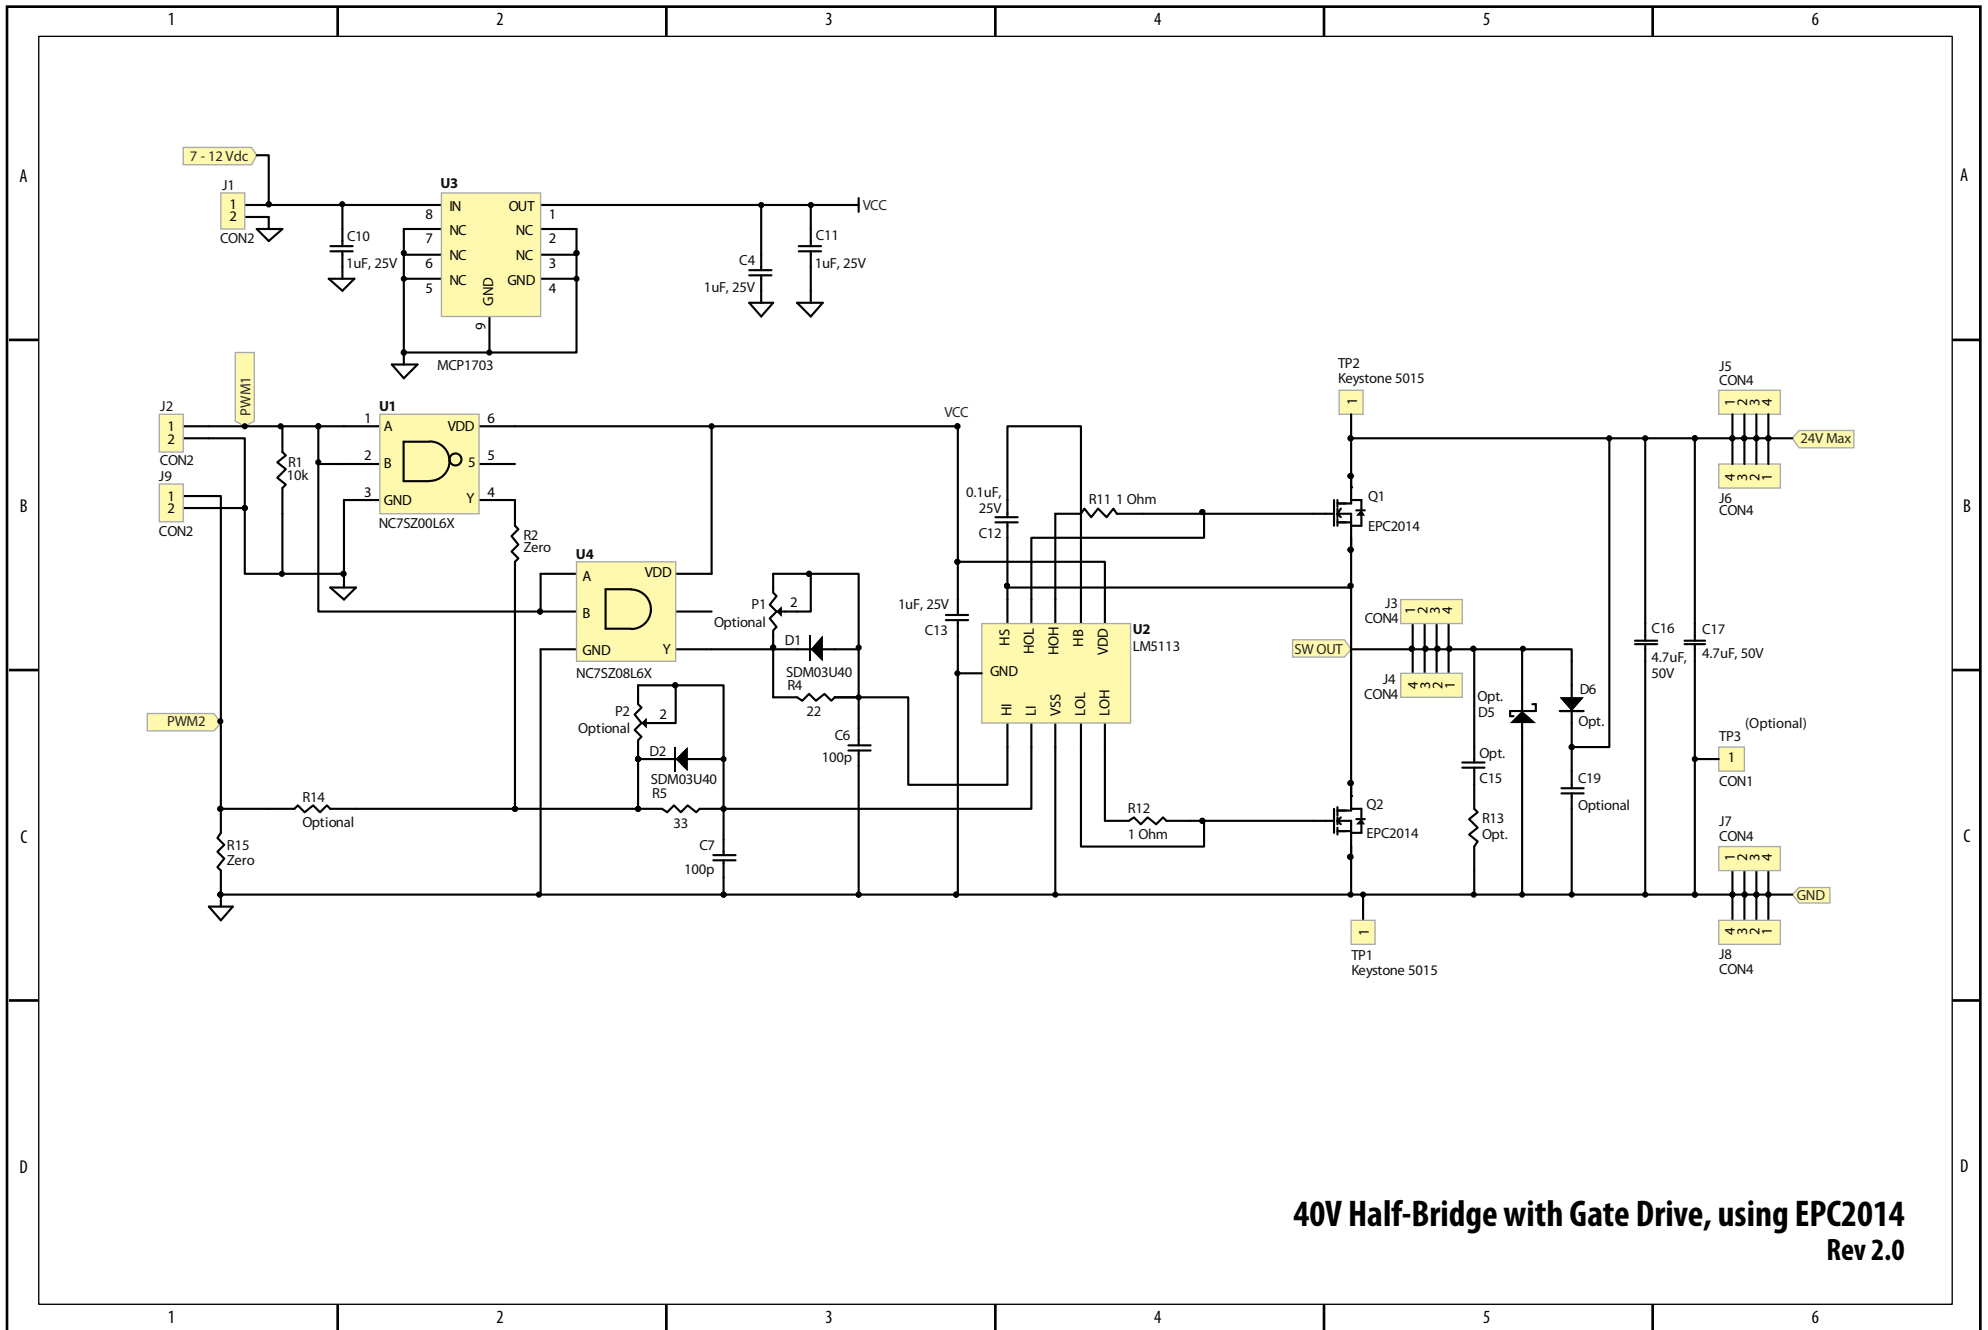 1 2 3 4 5 6
A A
7 - 12 Vdc
J1
1
2
CON2
C10
1uF, 25V
U3
IN OUT
8 1
NC NC
7 2
NC NC
6 3
NC GND
5 4
GND
9
MCP1703
C4
1uF, 25V
C11
1uF, 25V
VCC
B B
PWM1
J2
1
2
CON2
J9
1
2
CON2
R1
10k
U1
1 A VDD 6
2 B 5 5
3 GND Y 4
NC7SZ00L6X
R2
Zero
U4
A VDD
B
GND Y
NC7SZ08L6X
P1
Optional
2
D1
SDM03U40
R4
22
VCC
1uF, 25V
C13
0.1uF,
25V
C12
R11 1 Ohm
U2
LM5113
HS
HOL
HOH
HB
VDD
GND
HI
LI
VSS
LOL
LOH
TP2
Keystone 5015
1
Q1
EPC2014
J5
CON4
1 2 3 4
24V Max
4 3 2 1
J6
CON4
SW OUT
J3
CON4
1 2 3 4
J4
CON4
4 3 2 1
C16
4.7uF,
50V
C17
4.7uF, 50V
C C
PWM2
P2
Optional
2
D2
SDM03U40
R5
33
C6
100p
C7
100p
R14
Optional
R15
Zero
R12
1 Ohm
Q2
EPC2014
Opt.
D5
D6
Opt.
Opt.
C15
R13
Opt.
C19
Optional
(Optional)
TP3
1
CON1
J7
CON4
1 2 3 4
GND
4 3 2 1
J8
CON4
1
TP1
Keystone 5015
D D
40V Half-Bridge with Gate Drive, using EPC2014
Rev 2.0
1 2 3 4 5 6